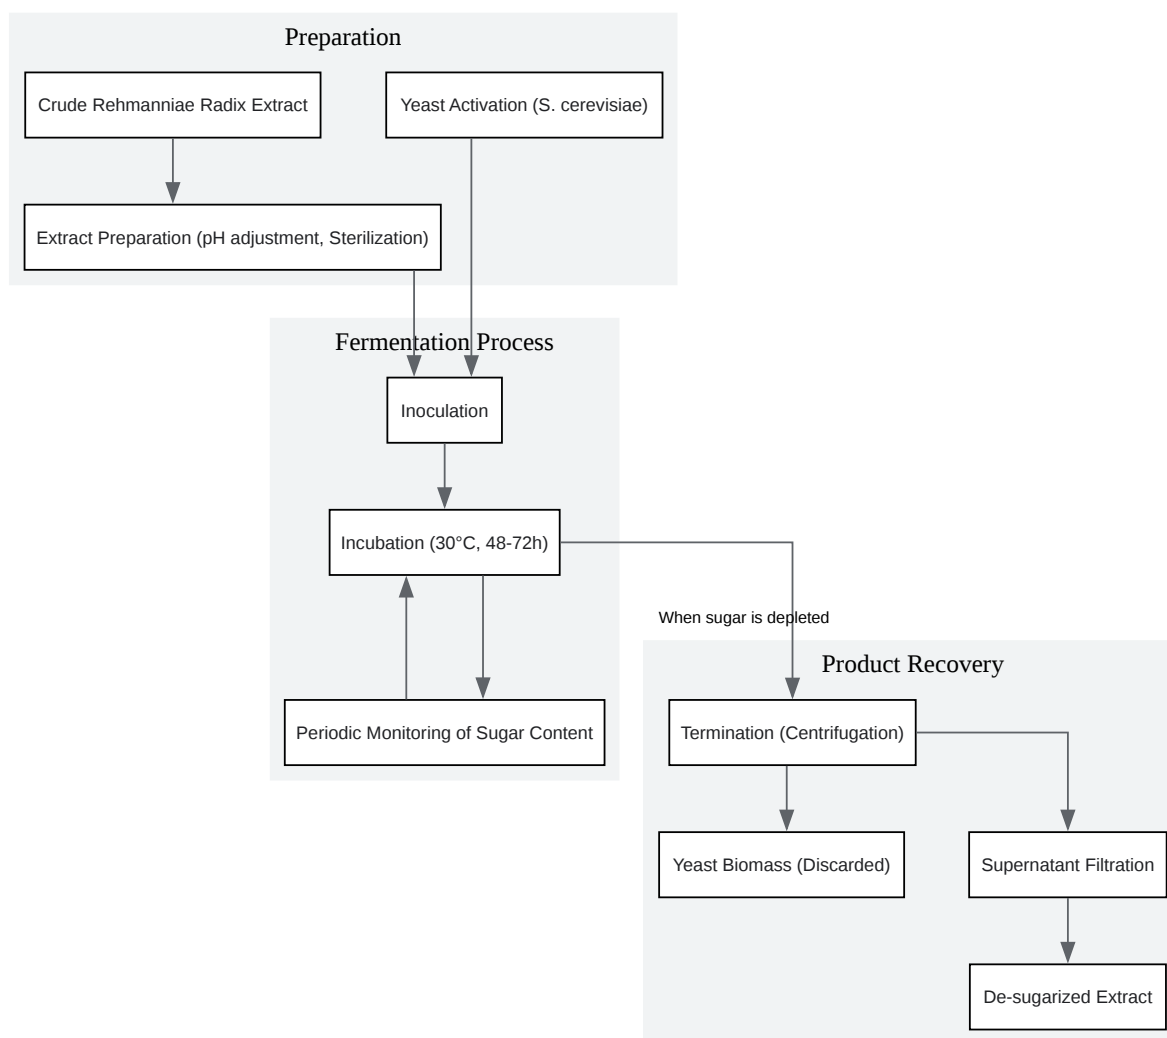 Preparation
Crude Rehmanniae Radix Extract
Yeast Activation (S. cerevisiae)
Extract Preparation (pH adjustment, Sterilization)
Fermentation Process
Inoculation
Incubation (30°C, 48-72h)
When sugar is depleted
Periodic Monitoring of Sugar Content
Product Recovery
Termination (Centrifugation)
Yeast Biomass (Discarded)
Supernatant Filtration
De-sugarized Extract